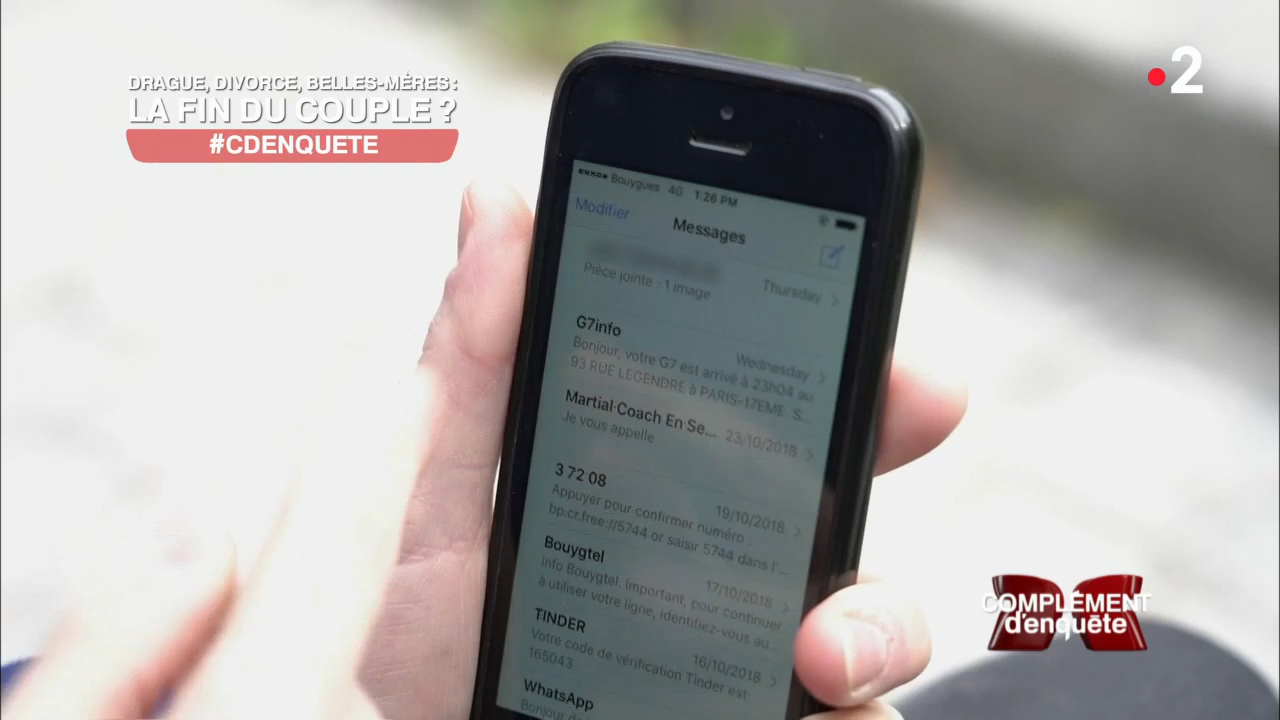 DRAGUE, DIVORCE, BELLES-MÈRES :
LA FIN DU COUPLE ?
#CDENQUETE
2
Bouygues 4G 1:26 PM
Modifier
Messages
Pièce jointe : 1 image
Thursday
G7info
Wednesday
Bonjour, votre G7 est arrivé à 23h04 au
93 RUE LEGENDRE à PARIS-17EME. S...
Martial·Coach En Se... 23/10/2018
Je vous appelle
3 72 08
19/10/2018
Appuyer pour confirmer numéro :
bp.cr.free://5744 or saisir 5744 dans l'...
Bouygtel
17/10/2018
info Bouygtel. Important, pour continuer
à utiliser votre ligne, identifiez-vous au...
TINDER
16/10/2018
Votre code de vérification Tinder est:
165043
WhatsApp
Bonjour
COMPLÉMENT
d'enquête